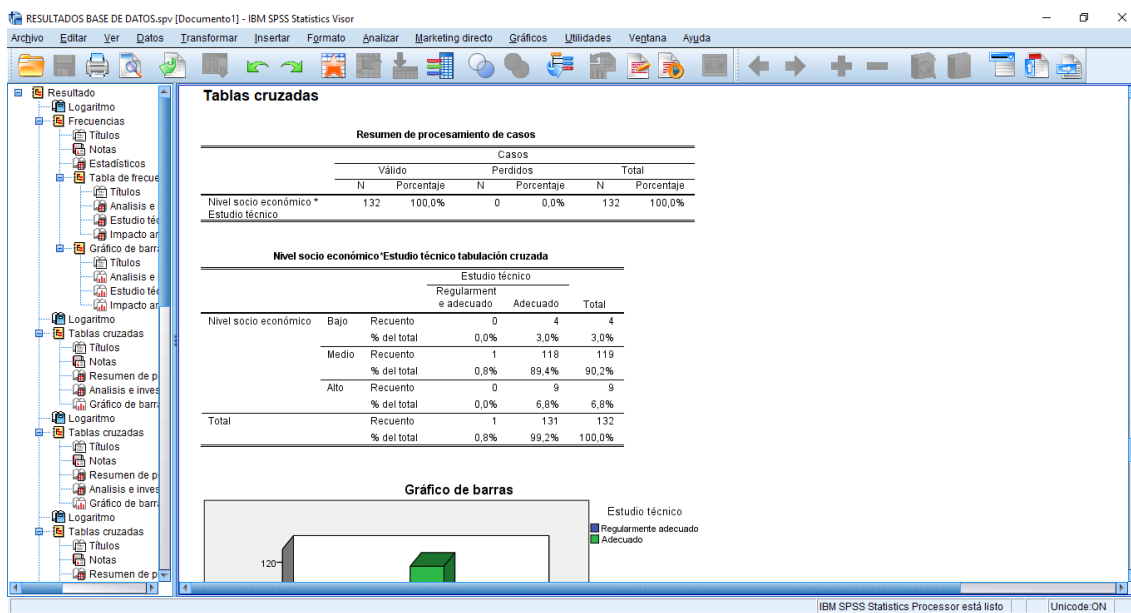 RESULTADOS BASE DE DATOS.spv [Documento1] - IBM SPSS Statistics Visor
Archivo Editar Ver Datos Transformar Insertar Formato Analizar Marketing directo Gráficos Utilidades Ventana Ayuda
Resultado
Logaritmo
Frecuencias
Títulos
Notas
Estadísticos
Tabla de frecue
Títulos
Analisis e
Estudio téc
Impacto ar
Gráfico de barr
Títulos
Analisis e
Estudio téc
Impacto ar
Logaritmo
Tablas cruzadas
Títulos
Notas
Resumen de p
Analisis e inves
Gráfico de barr
Logaritmo
Tablas cruzadas
Títulos
Notas
Resumen de p
Analisis e inves
Gráfico de barr
Logaritmo
Tablas cruzadas
Títulos
Notas
Resumen de p
Tablas cruzadas
Resumen de procesamiento de casos
Casos
Válido Perdidos Total
N Porcentaje N Porcentaje N Porcentaje
Nivel socio económico * 132 100,0% 0 0,0% 132 100,0%
Estudio técnico
Nivel socio económico*Estudio técnico tabulación cruzada
Estudio técnico
Regularment
e adecuado Adecuado Total
Nivel socio económico Bajo Recuento 0 4 4
% del total 0,0% 3,0% 3,0%
Medio Recuento 1 118 119
% del total 0,8% 89,4% 90,2%
Alto Recuento 0 9 9
% del total 0,0% 6,8% 6,8%
Total Recuento 1 131 132
% del total 0,8% 99,2% 100,0%
Gráfico de barras
Estudio técnico
Regularmente adecuado
Adecuado
120
IBM SPSS Statistics Processor está listo Unicode:ON